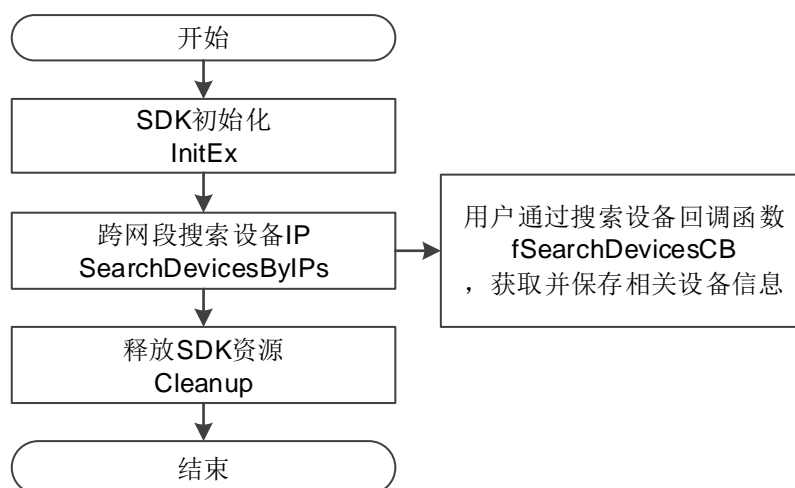 开始
SDK初始化
InitEx
跨网段搜索设备IP
SearchDevicesByIPs
用户通过搜索设备回调函数
fSearchDevicesCB
，获取并保存相关设备信息
释放SDK资源
Cleanup
结束